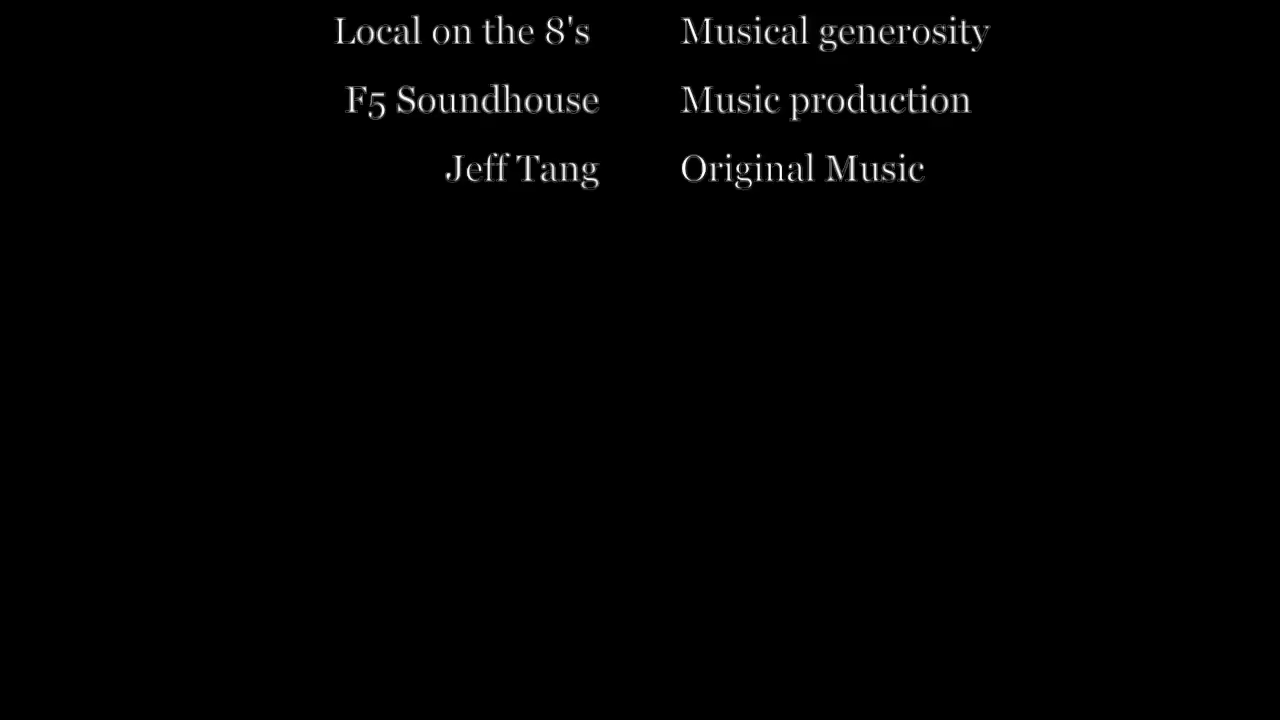 Local on the 8's Musical generosity
F5 Soundhouse Music production
Jeff Tang Original Music